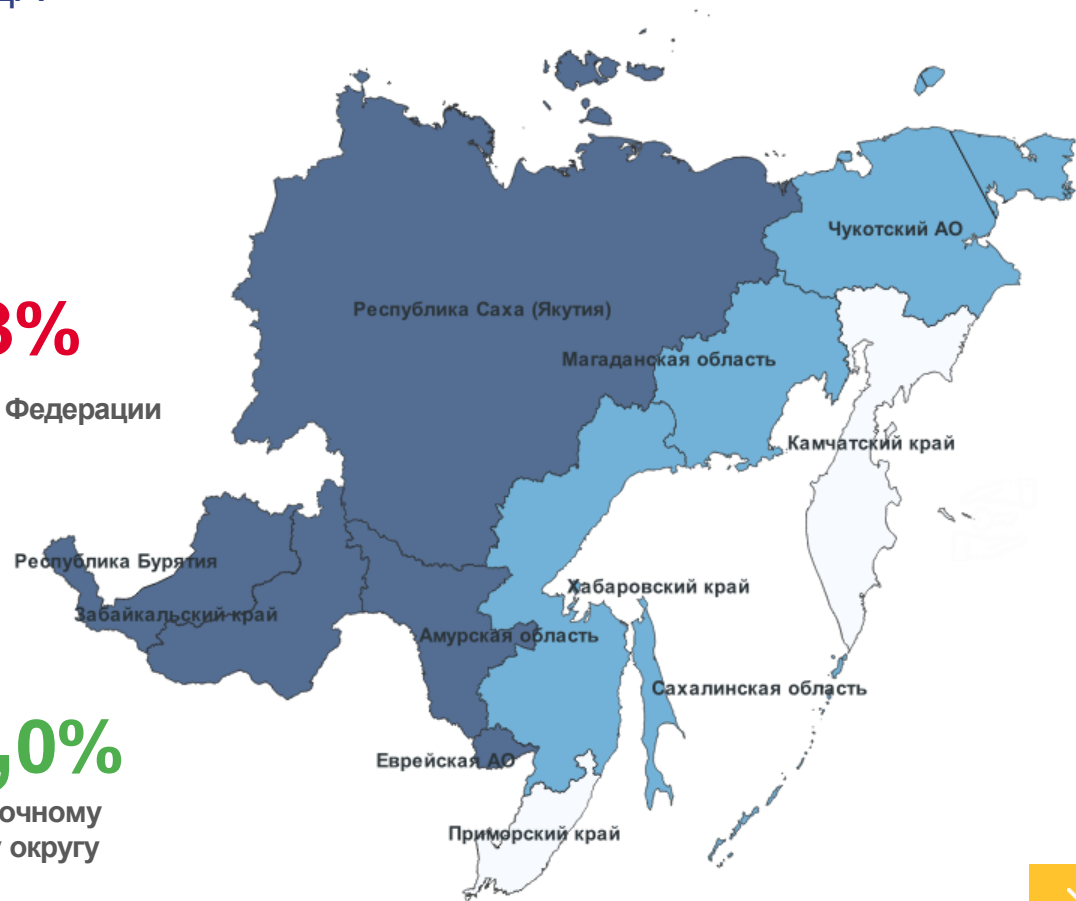 Чукотский АО
Республика Саха (Якутия)
3%
Магаданская область
Федерации
Камчатский край
Республика Бурятия
Хабаровский край
Забайкальский край
Амурская область
Сахалинская область
,0%
Еврейская АО
очному
округу
Приморский край